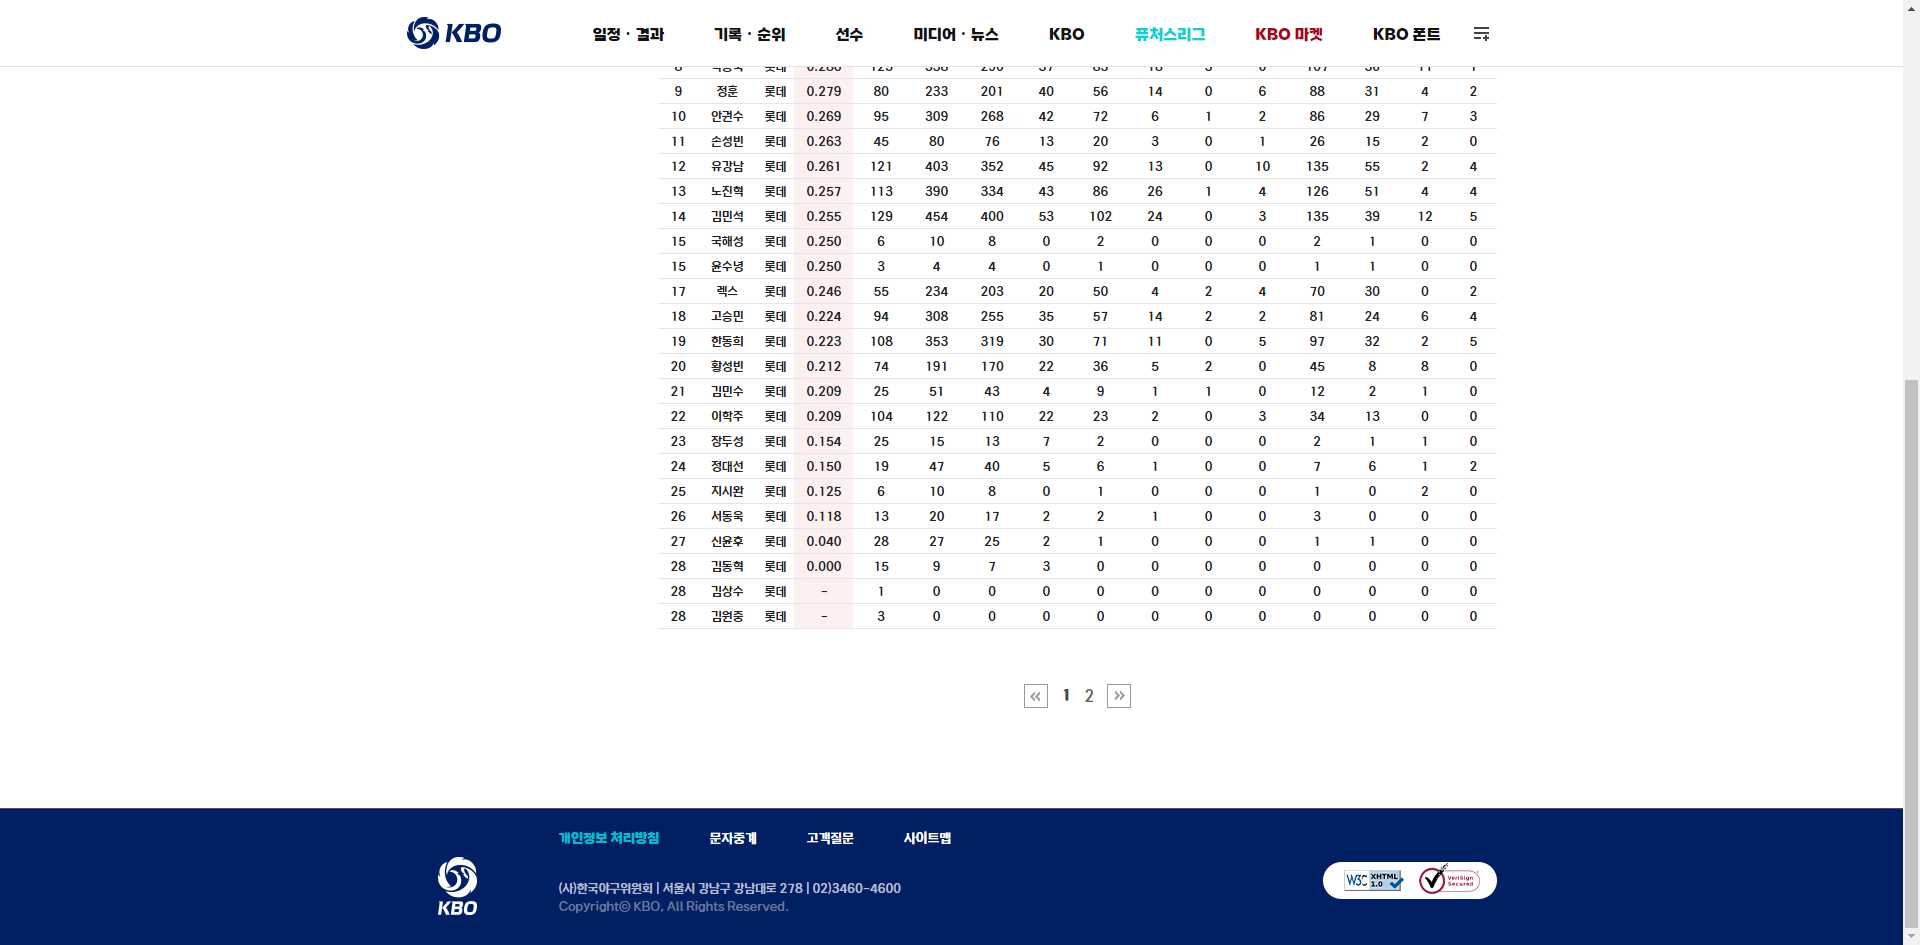 KBO 일정 · 결과 기록 · 순위 선수 미디어 · 뉴스 KBO 퓨처스리그 KBO 마켓 KBO 폰트
9 정훈 롯데 0.279 80 233 201 40 56 14 0 6 88 31 4 2
10 안권수 롯데 0.269 95 309 268 42 72 6 1 2 86 29 7 3
11 손성빈 롯데 0.263 45 80 76 13 20 3 0 1 26 15 2 0
12 유강남 롯데 0.261 121 403 352 45 92 13 0 10 135 55 2 4
13 노진혁 롯데 0.257 113 390 334 43 86 26 1 4 126 51 4 4
14 김민석 롯데 0.255 129 454 400 53 102 24 0 3 135 39 12 5
15 국해성 롯데 0.250 6 10 8 0 2 0 0 0 2 1 0 0
15 윤수녕 롯데 0.250 3 4 4 0 1 0 0 0 1 1 0 0
17 렉스 롯데 0.246 55 234 203 20 50 4 2 4 70 30 0 2
18 고승민 롯데 0.224 94 308 255 35 57 14 2 2 81 24 6 4
19 한동희 롯데 0.223 108 353 319 30 71 11 0 5 97 32 2 5
20 황성빈 롯데 0.212 74 191 170 22 36 5 2 0 45 8 8 0
21 김민수 롯데 0.209 25 51 43 4 9 1 1 0 12 2 1 0
22 이학주 롯데 0.209 104 122 110 22 23 2 0 3 34 13 0 0
23 장두성 롯데 0.154 25 15 13 7 2 0 0 0 2 1 1 0
24 정대선 롯데 0.150 19 47 40 5 6 1 0 0 7 6 1 2
25 지시완 롯데 0.125 6 10 8 0 1 0 0 0 1 0 2 0
26 서동욱 롯데 0.118 13 20 17 2 2 1 0 0 3 0 0 0
27 신윤후 롯데 0.040 28 27 25 2 1 0 0 0 1 1 0 0
28 김동혁 롯데 0.000 15 9 7 3 0 0 0 0 0 0 0 0
28 김상수 롯데 - 1 0 0 0 0 0 0 0 0 0 0 0
28 김원중 롯데 - 3 0 0 0 0 0 0 0 0 0 0 0
1 2
개인정보 처리방침 문자중계 고객질문 사이트맵
KBO
(사)한국야구위원회 | 서울시 강남구 강남대로 278 | 02)3460-4600
Copyright© KBO, All Rights Reserved.
W3C XHTML 1.0
VeriSign Secured